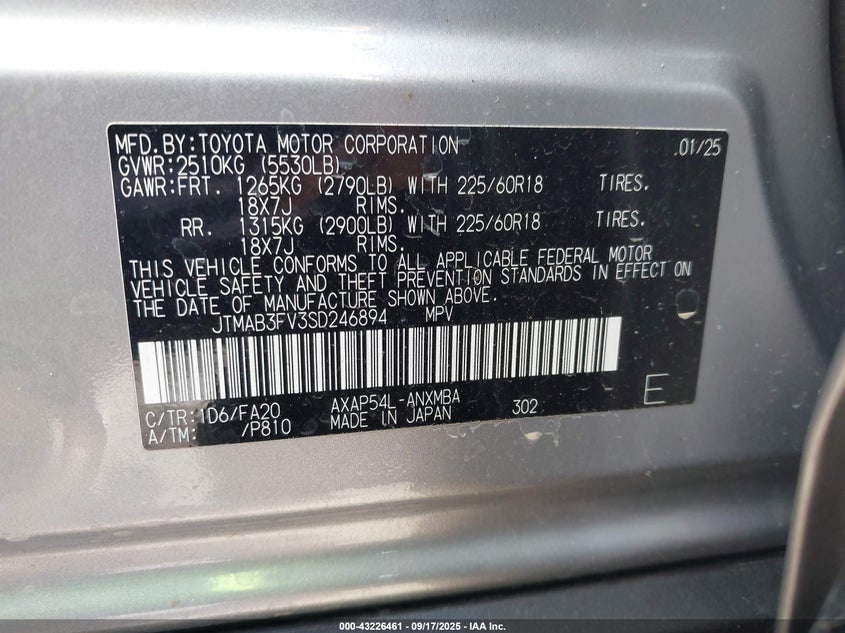 MFD.BY:TOYOTA MOTOR CORPORATION .01/25
GVWR:2510KG (5530LB)
GAWR:FRT. 1265KG (2790LB) WITH 225/60R18 TIRES.
18X7J RIMS.
RR. 1315KG (2900LB) WITH 225/60R18 TIRES.
18X7J RIMS.
THIS VEHICLE CONFORMS TO ALL APPLICABLE FEDERAL MOTOR
VEHICLE SAFETY AND THEFT PREVENTION STANDARDS IN EFFECT ON
THE DATE OF MANUFACTURE SHOWN ABOVE.
JTMAB3FV3SD246894 MPV
C/TR:1D6/FA20 AXAP54L-ANXMBA 302 E
A/TM: /P810 MADE IN JAPAN
000-43226461 - 09/17/2025 - IAA Inc.